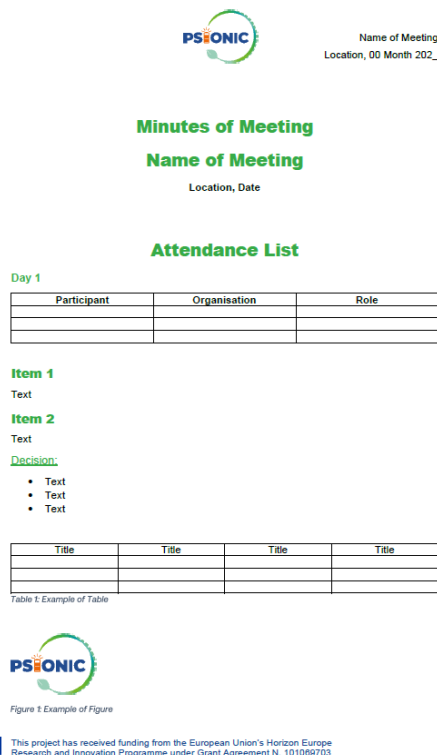 PSIONIC
Name of Meeting
Location, 00 Month 202_
Minutes of Meeting
Name of Meeting
Location, Date
Attendance List
Day 1
Participant Organisation Role
Item 1
Text
Item 2
Text
Decision:
• Text
• Text
• Text
Title Title Title Title
Table 1: Example of Table
PSIONIC
Figure 1: Example of Figure
This project has received funding from the European Union's Horizon Europe
Research and Innovation Programme under Grant Agreement N. 101069703